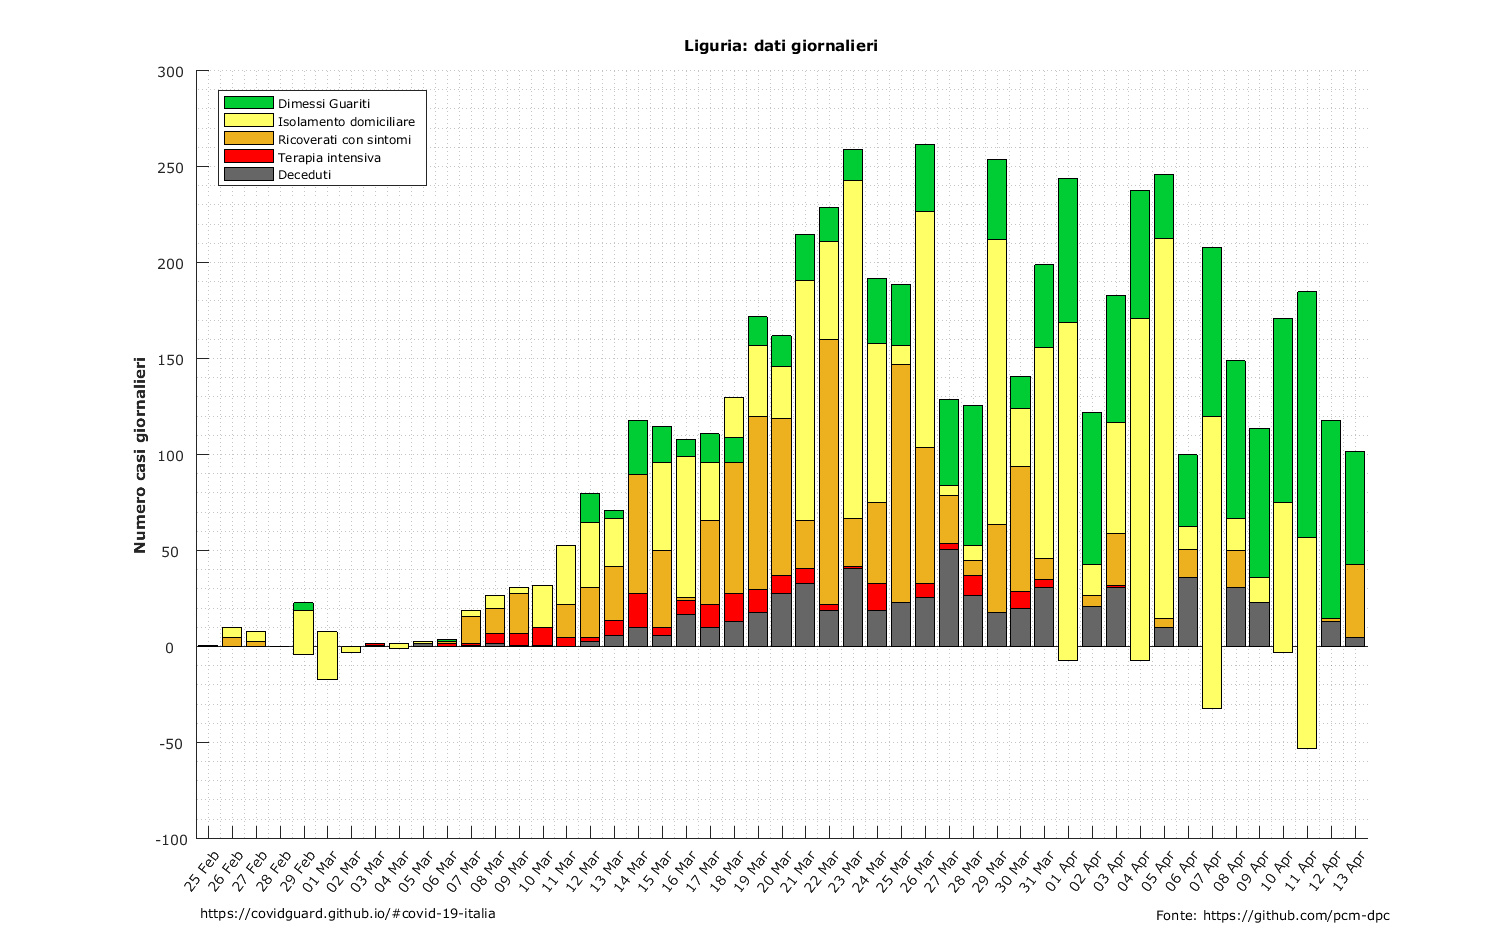 Liguria: dati giornalieri
Numero casi giornalieri
300
250
200
150
100
50
0
-50
-100
Dimessi Guariti
Isolamento domiciliare
Ricoverati con sintomi
Terapia intensiva
Deceduti
25 Feb
26 Feb
27 Feb
28 Feb
29 Feb
01 Mar
02 Mar
03 Mar
04 Mar
05 Mar
06 Mar
07 Mar
08 Mar
09 Mar
10 Mar
11 Mar
12 Mar
13 Mar
14 Mar
15 Mar
16 Mar
17 Mar
18 Mar
19 Mar
20 Mar
21 Mar
22 Mar
23 Mar
24 Mar
25 Mar
26 Mar
27 Mar
28 Mar
29 Mar
30 Mar
31 Mar
01 Apr
02 Apr
03 Apr
04 Apr
05 Apr
06 Apr
07 Apr
08 Apr
09 Apr
10 Apr
11 Apr
12 Apr
13 Apr
https://covidguard.github.io/#covid-19-italia
Fonte: https://github.com/pcm-dpc